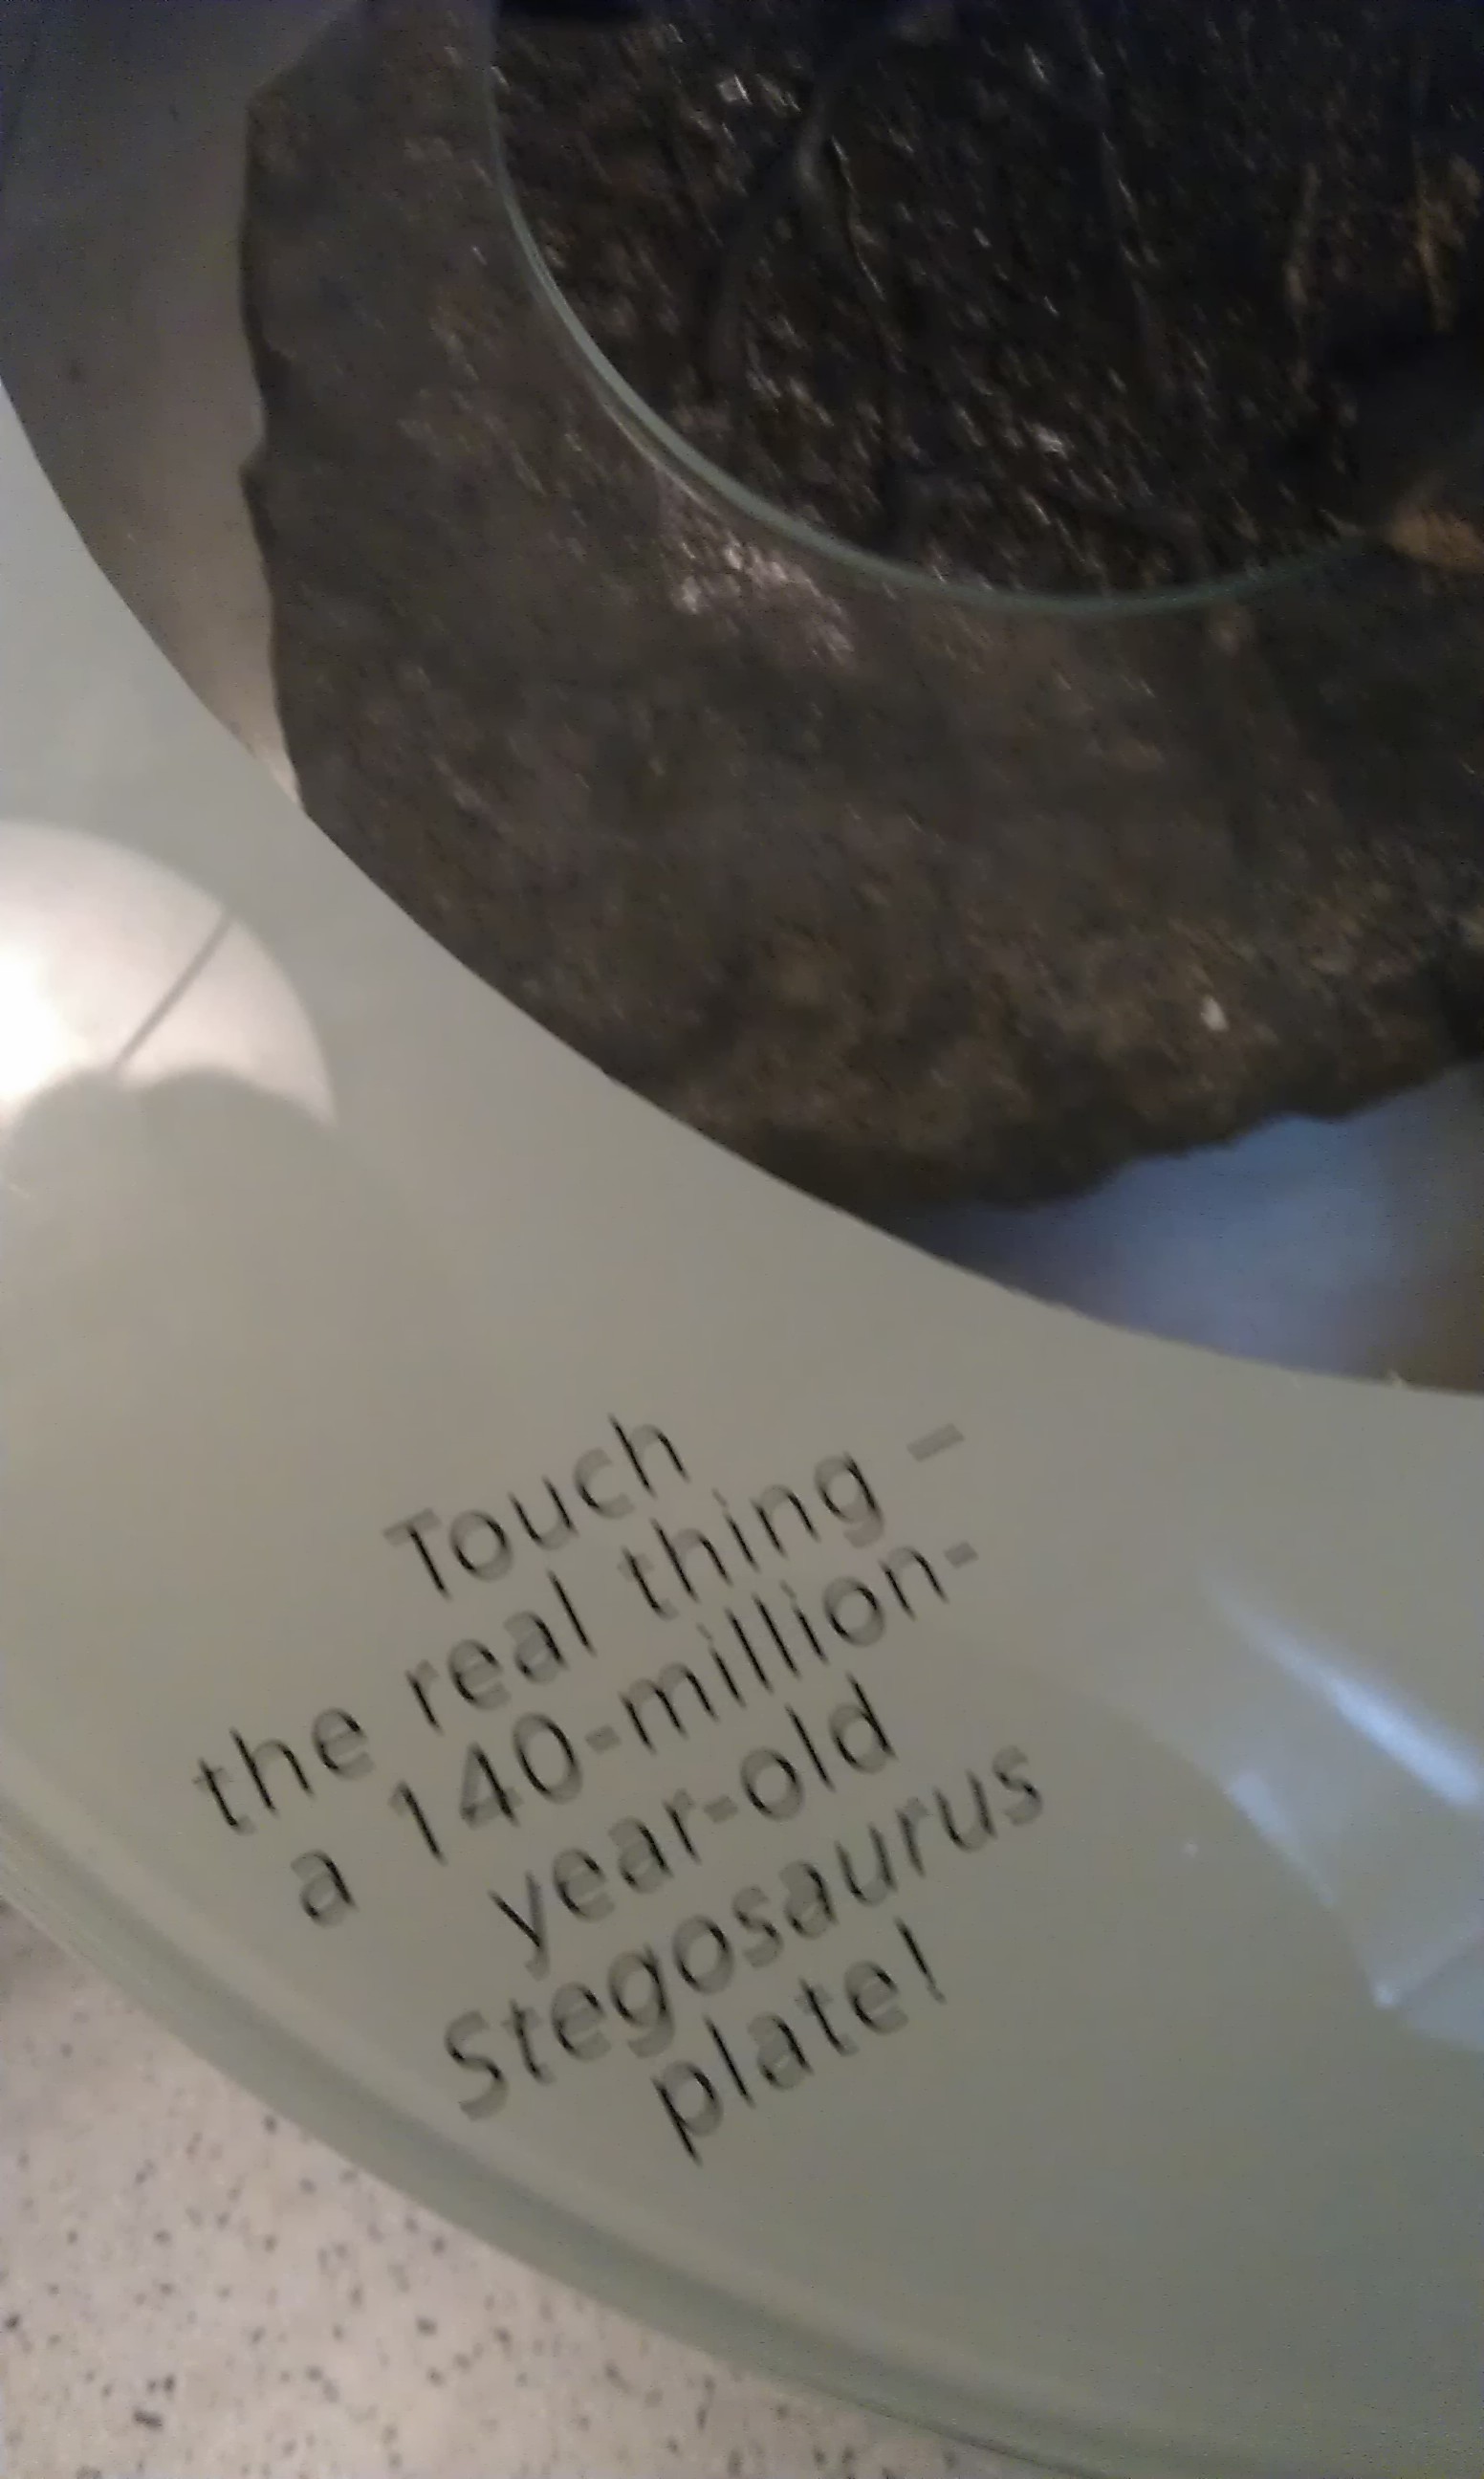 Touch
the real thing –
a 140-million-
year-old
Stegosaurus
plate!